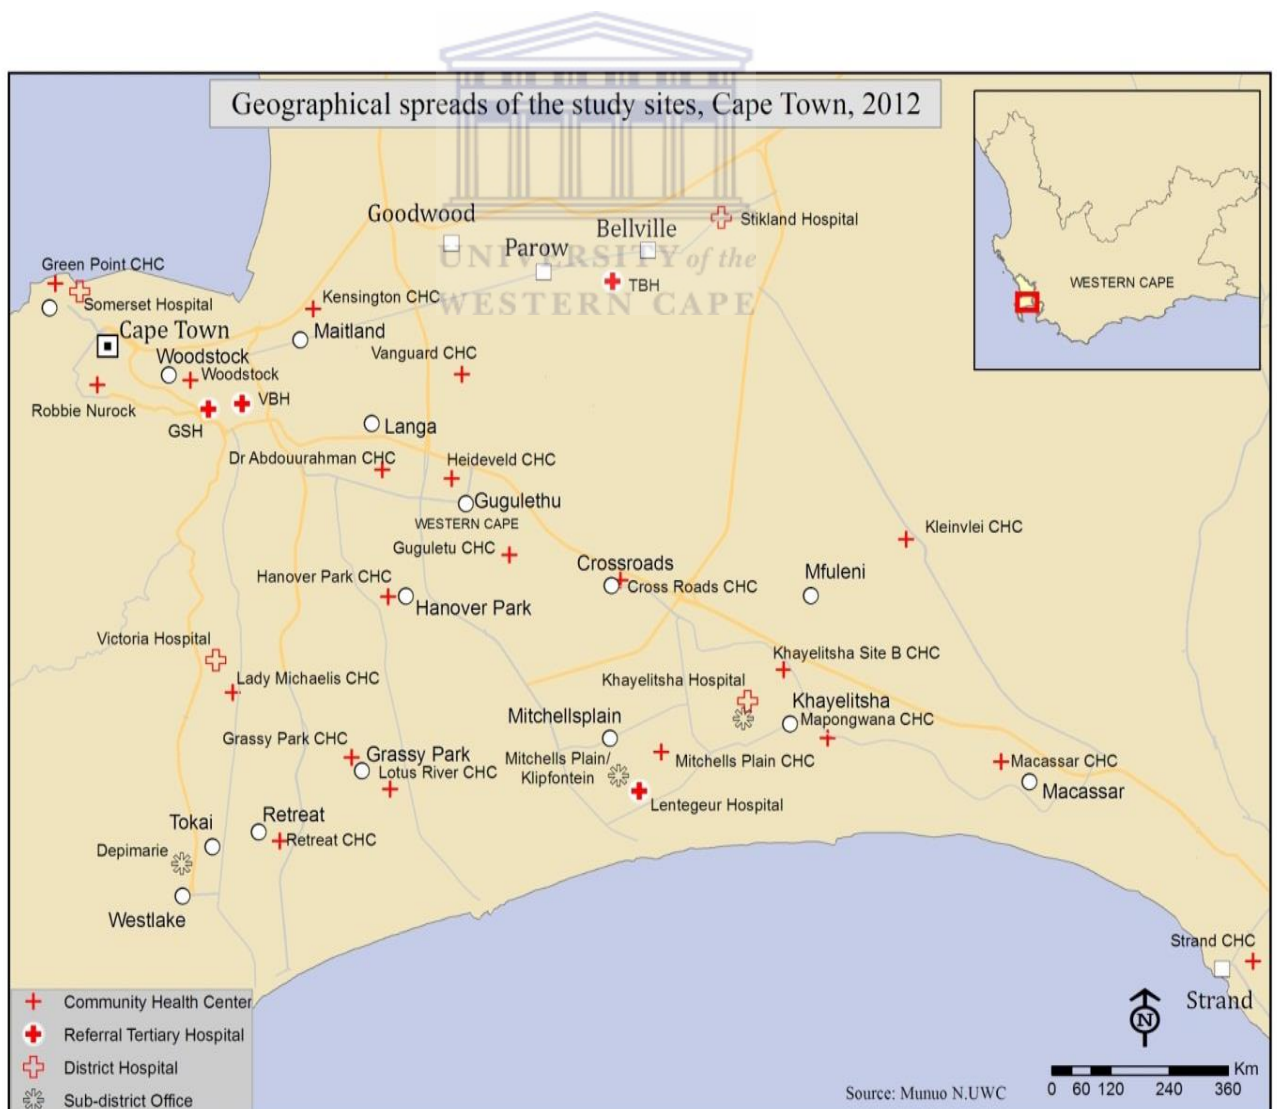 Geographical spreads of the study sites, Cape Town, 2012
UNIVERSITY of the
WESTERN CAPE
WESTERN CAPE
Goodwood
Bellville
Stikland Hospital
Parow
TBH
Green Point CHC
Somerset Hospital
Kensington CHC
Cape Town
Maitland
Woodstock
Woodstock
Vanguard CHC
Robbie Nurock
VBH
GSH
Langa
Dr Abdouurahman CHC
Heideveld CHC
Gugulethu
WESTERN CAPE
Guguletu CHC
Kleinvlei CHC
Crossroads
Cross Roads CHC
Mfuleni
Hanover Park CHC
Hanover Park
Victoria Hospital
Lady Michaelis CHC
Khayelitsha Site B CHC
Khayelitsha Hospital
Khayelitsha
Mapongwana CHC
Mitchellsplain
Mitchells Plain/
Klipfontein
Mitchells Plain CHC
Lentegeur Hospital
Grassy Park CHC
Grassy Park
Lotus River CHC
Macassar CHC
Macassar
Retreat
Retreat CHC
Tokai
Depimarie
Westlake
Strand CHC
Strand
Community Health Center
Referral Tertiary Hospital
District Hospital
Sub-district Office
N
Km
0 60 120 240 360
Source: Munuo N.UWC